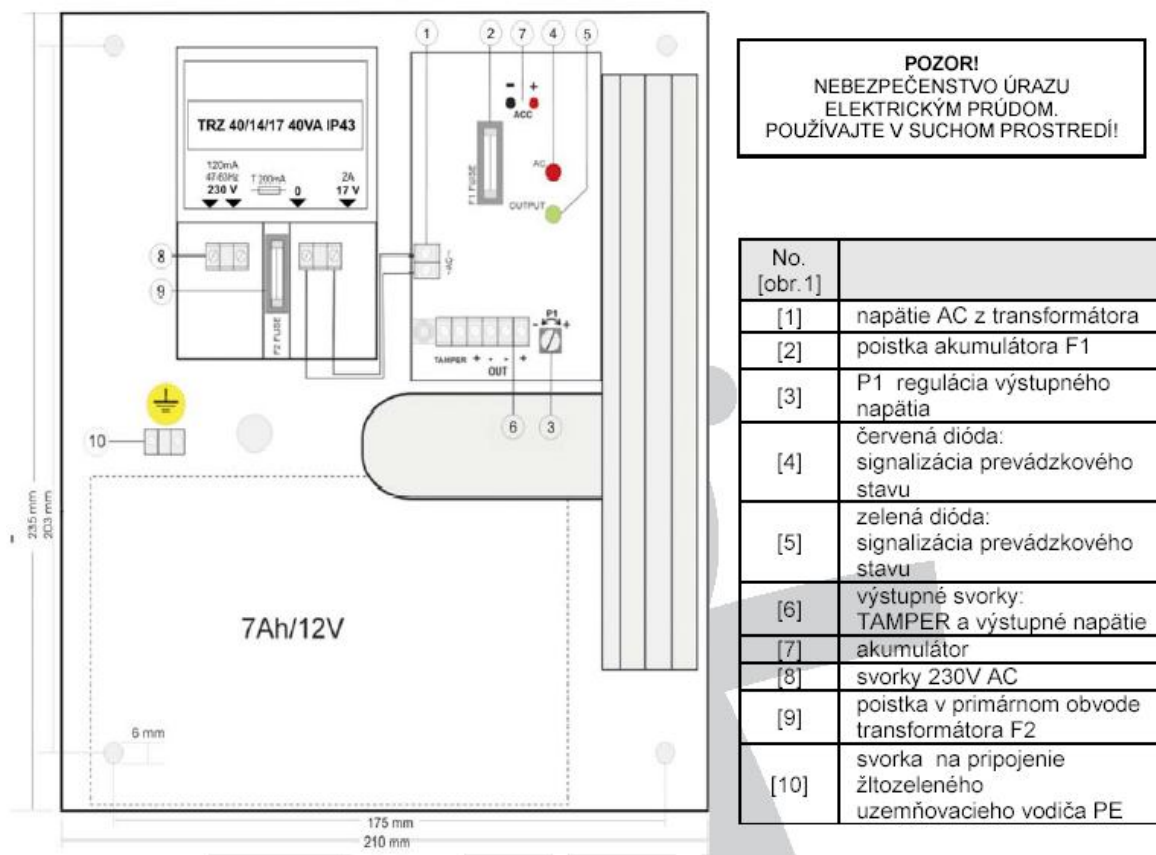 1
2
7
4
5
- +
ACC
TRZ 40/14/17 40VA IP43
120mA
47-63Hz
230 V
T 200mA
0
2A
17 V
F1 FUSE
AC
OUTPUT
8
9
F2 FUSE
~AC~
- P1 +
TAMPER + - - +
OUT
6
3
10
7Ah/12V
235 mm
203 mm
6 mm
175 mm
210 mm
POZOR!
NEBEZPEČENSTVO ÚRAZU
ELEKTRICKÝM PRÚDOM.
POUŽÍVAJTE V SUCHOM PROSTREDÍ!
No.
[obr.1]
[1] napätie AC z transformátora
[2] poistka akumulátora F1
[3] P1 regulácia výstupného
napätia
[4] červená dióda:
signalizácia prevádzkového
stavu
[5] zelená dióda:
signalizácia prevádzkového
stavu
[6] výstupné svorky:
TAMPER a výstupné napätie
[7] akumulátor
[8] svorky 230V AC
[9] poistka v primárnom obvode
transformátora F2
[10] svorka na pripojenie
žltozeleného
uzemňovacieho vodiča PE